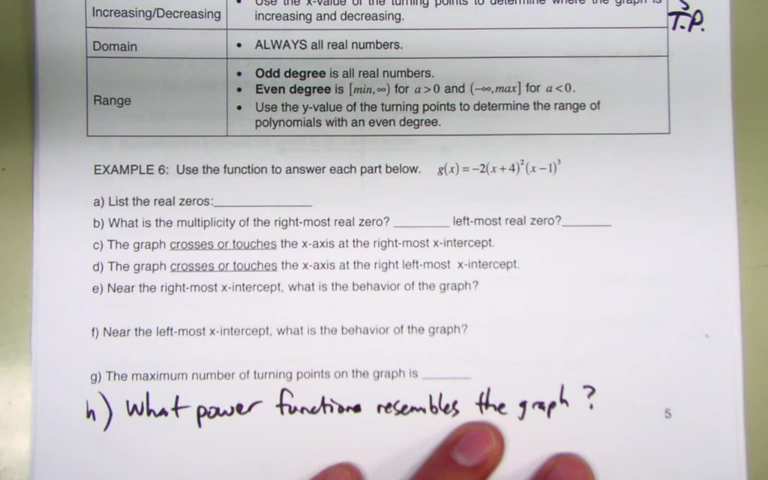 Increasing/Decreasing
• Use the x-value of the turning points to determine where the graph is
increasing and decreasing.
T.P.
Domain
• ALWAYS all real numbers.
Range
• Odd degree is all real numbers.
• Even degree is [min,∞) for a>0 and (-∞,max] for a<0.
• Use the y-value of the turning points to determine the range of
polynomials with an even degree.
EXAMPLE 6: Use the function to answer each part below. g(x)=-2(x+4)²(x-1)³
a) List the real zeros:____________
b) What is the multiplicity of the right-most real zero? _______ left-most real zero?_______
c) The graph crosses or touches the x-axis at the right-most x-intercept.
d) The graph crosses or touches the x-axis at the right left-most x-intercept.
e) Near the right-most x-intercept, what is the behavior of the graph?
f) Near the left-most x-intercept, what is the behavior of the graph?
g) The maximum number of turning points on the graph is ______
h) What power functions resembles the graph ?
5